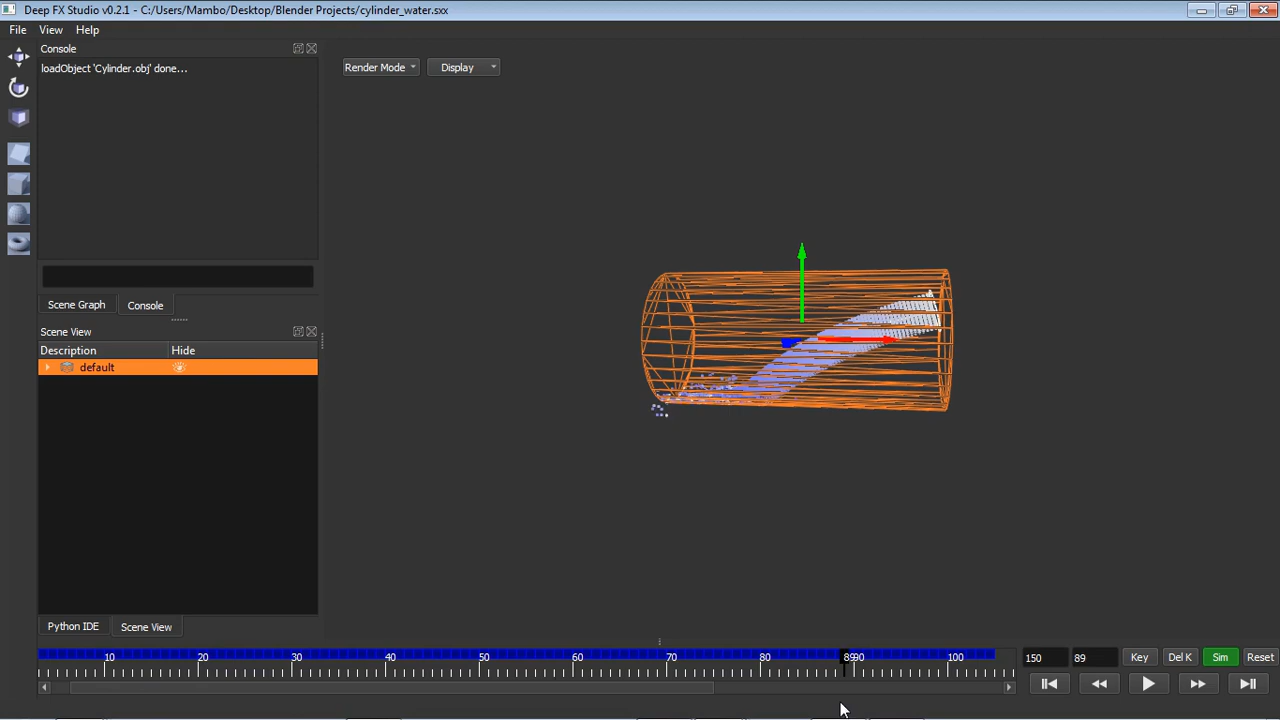 Deep FX Studio v0.2.1 - C:/Users/Mambo/Desktop/Blender Projects/cylinder_water.sxx
File View Help
Console
loadObject 'Cylinder.obj' done...
Render Mode
Display
Scene Graph
Console
Scene View
Description
Hide
default
Python IDE
Scene View
10 20 30 40 50 60 70 80 89 90 100
150
89
Key
Del K
Sim
Reset